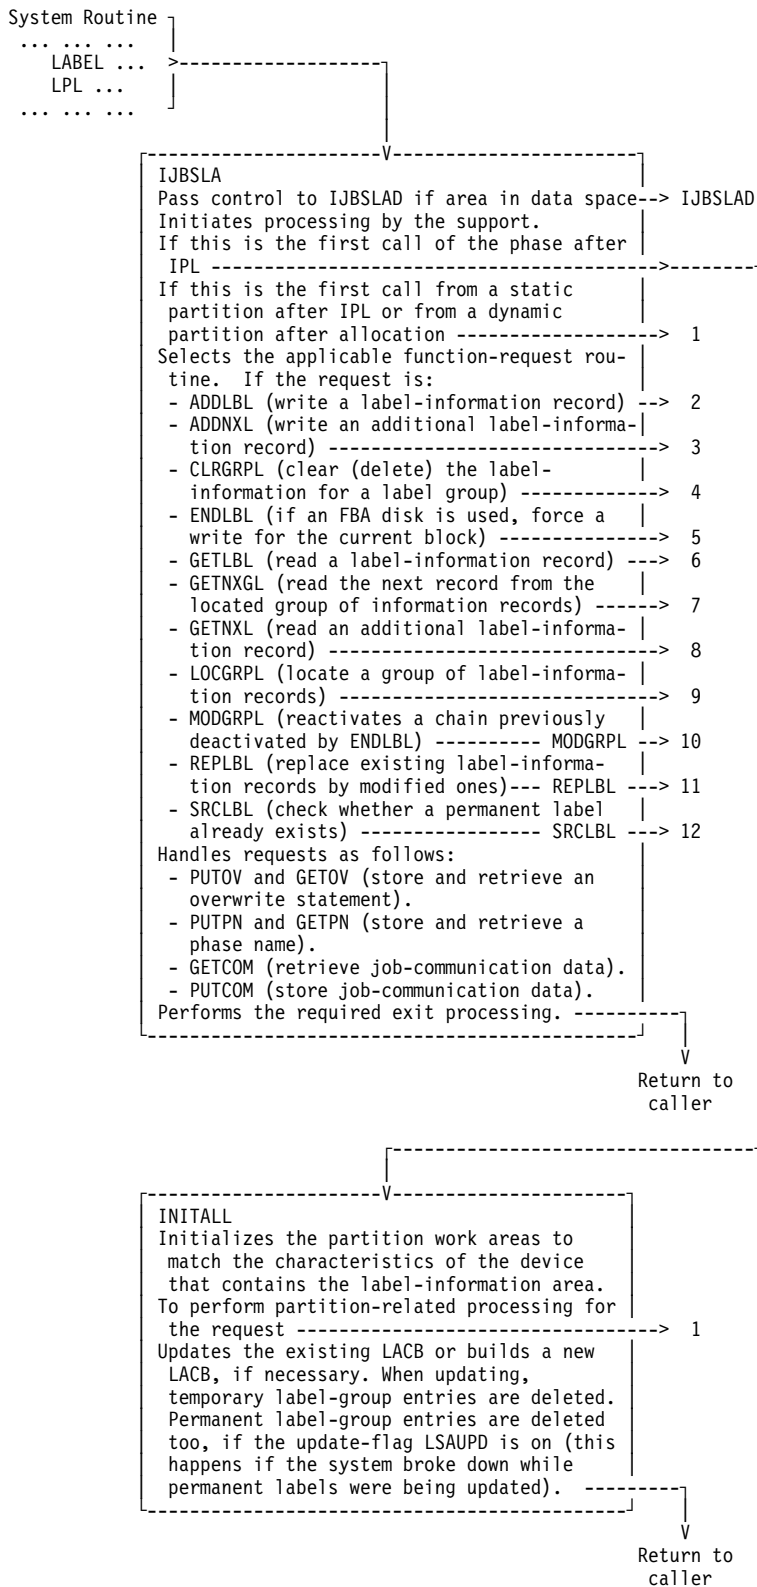 System Routine
... ... ...
LABEL ... >-------------------
LPL ...
... ... ...
----------------------V-----------------------
IJBSLA
Pass control to IJBSLAD if area in data space--> IJBSLAD
Initiates processing by the support.
If this is the first call of the phase after
IPL ------------------------------------------>--------
If this is the first call from a static
partition after IPL or from a dynamic
partition after allocation -------------------> 1
Selects the applicable function-request rou-
tine. If the request is:
- ADDLBL (write a label-information record) --> 2
- ADDNXL (write an additional label-informa-
tion record) -------------------------------> 3
- CLRGRPL (clear (delete) the label-
information for a label group) -------------> 4
- ENDLBL (if an FBA disk is used, force a
write for the current block) ---------------> 5
- GETLBL (read a label-information record) ---> 6
- GETNXGL (read the next record from the
located group of information records) ------> 7
- GETNXL (read an additional label-informa-
tion record) -------------------------------> 8
- LOCGRPL (locate a group of label-informa-
tion records) ------------------------------> 9
- MODGRPL (reactivates a chain previously
deactivated by ENDLBL) ---------- MODGRPL --> 10
- REPLBL (replace existing label-informa-
tion records by modified ones)--- REPLBL ---> 11
- SRCLBL (check whether a permanent label
already exists) ----------------- SRCLBL ---> 12
Handles requests as follows:
- PUTOV and GETOV (store and retrieve an
overwrite statement).
- PUTPN and GETPN (store and retrieve a
phase name).
- GETCOM (retrieve job-communication data).
- PUTCOM (store job-communication data).
Performs the required exit processing. ----------
V
Return to
caller
----------------------V----------------------
INITALL
Initializes the partition work areas to
match the characteristics of the device
that contains the label-information area.
To perform partition-related processing for
the request ----------------------------------> 1
Updates the existing LACB or builds a new
LACB, if necessary. When updating,
temporary label-group entries are deleted.
Permanent label-group entries are deleted
too, if the update-flag LSAUPD is on (this
happens if the system broke down while
permanent labels were being updated). ---------
V
Return to
caller